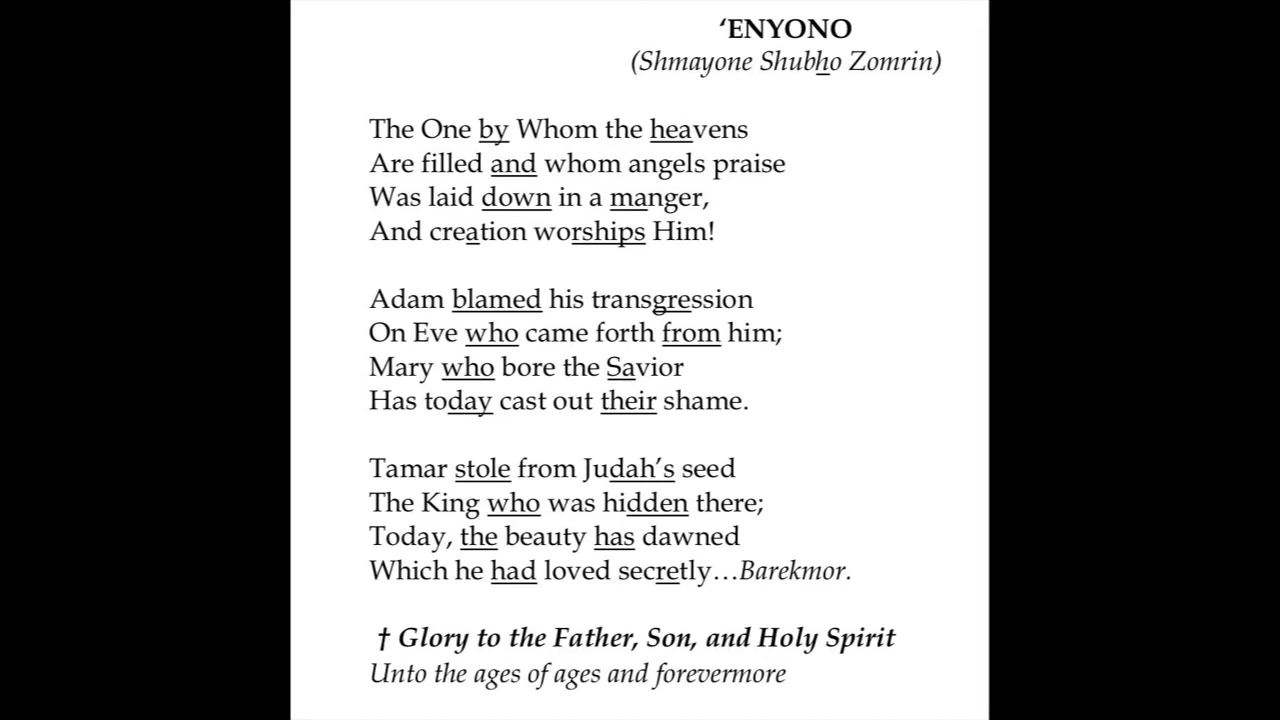 ‘ENYONO
(Shmayone Shubho Zomrin)
The One by Whom the heavens
Are filled and whom angels praise
Was laid down in a manger,
And creation worships Him!
Adam blamed his transgression
On Eve who came forth from him;
Mary who bore the Savior
Has today cast out their shame.
Tamar stole from Judah’s seed
The King who was hidden there;
Today, the beauty has dawned
Which he had loved secretly…Barekmor.
† Glory to the Father, Son, and Holy Spirit
Unto the ages of ages and forevermore